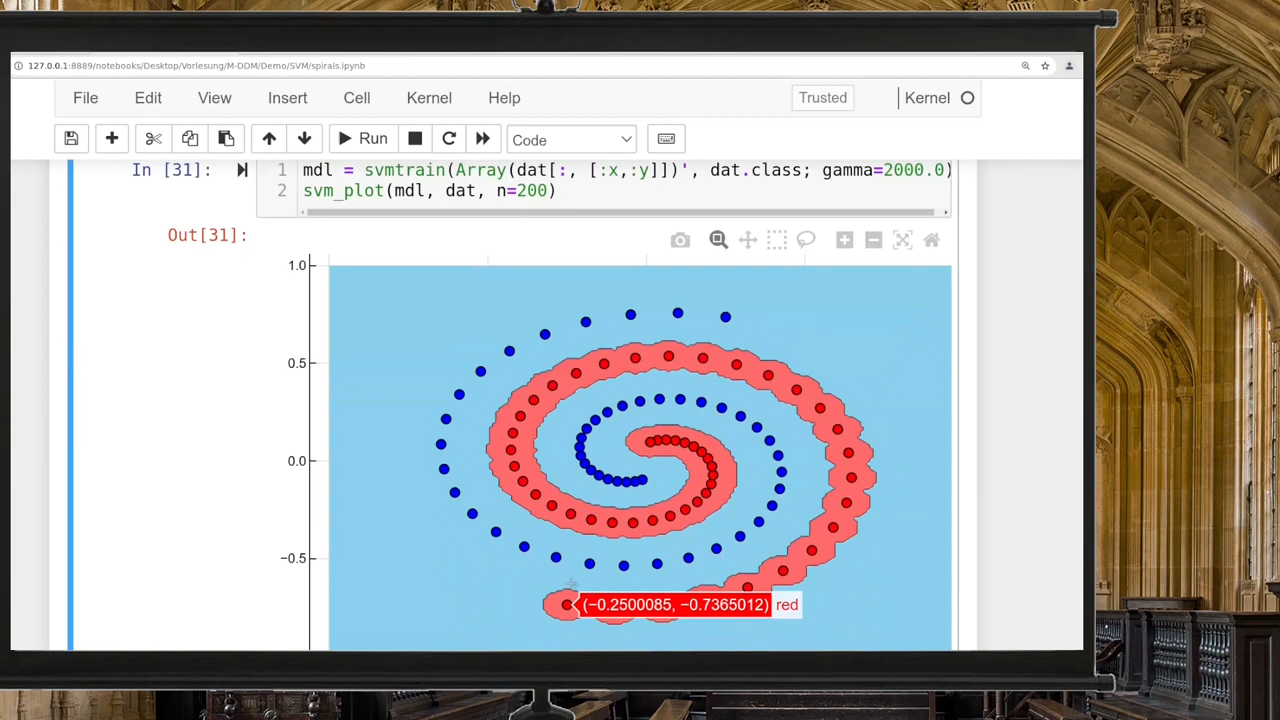 127.0.0.1:8889/notebooks/Desktop/Vorlesung/M-DDM/Demo/SVM/spirals.ipynb
File Edit View Insert Cell Kernel Help Trusted Kernel
Run Code
In [31]: 1 mdl = svmtrain(Array(dat[:, [:x,:y]])', dat.class; gamma=2000.0)
2 svm_plot(mdl, dat, n=200)
Out[31]:
1.0
0.5
0.0
−0.5
(−0.2500085, −0.7365012) red